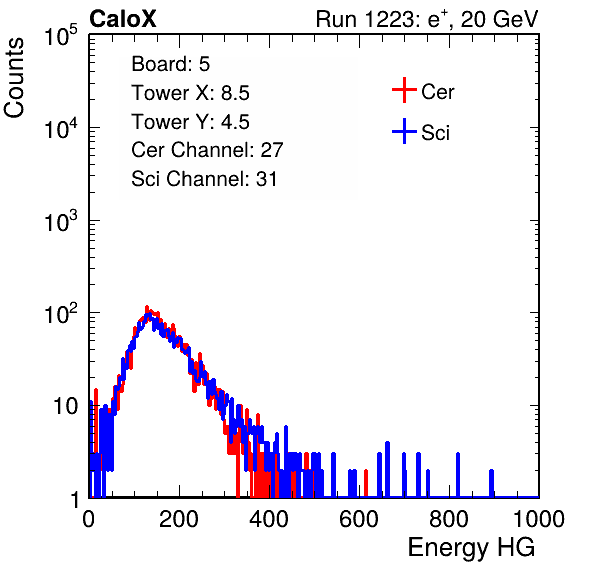 CaloX Run 1223: e⁺, 20 GeV
Counts
Board: 5
Tower X: 8.5
Tower Y: 4.5
Cer Channel: 27
Sci Channel: 31
Cer
Sci
10⁵
10⁴
10³
10²
10
1
0 200 400 600 800 1000
Energy HG